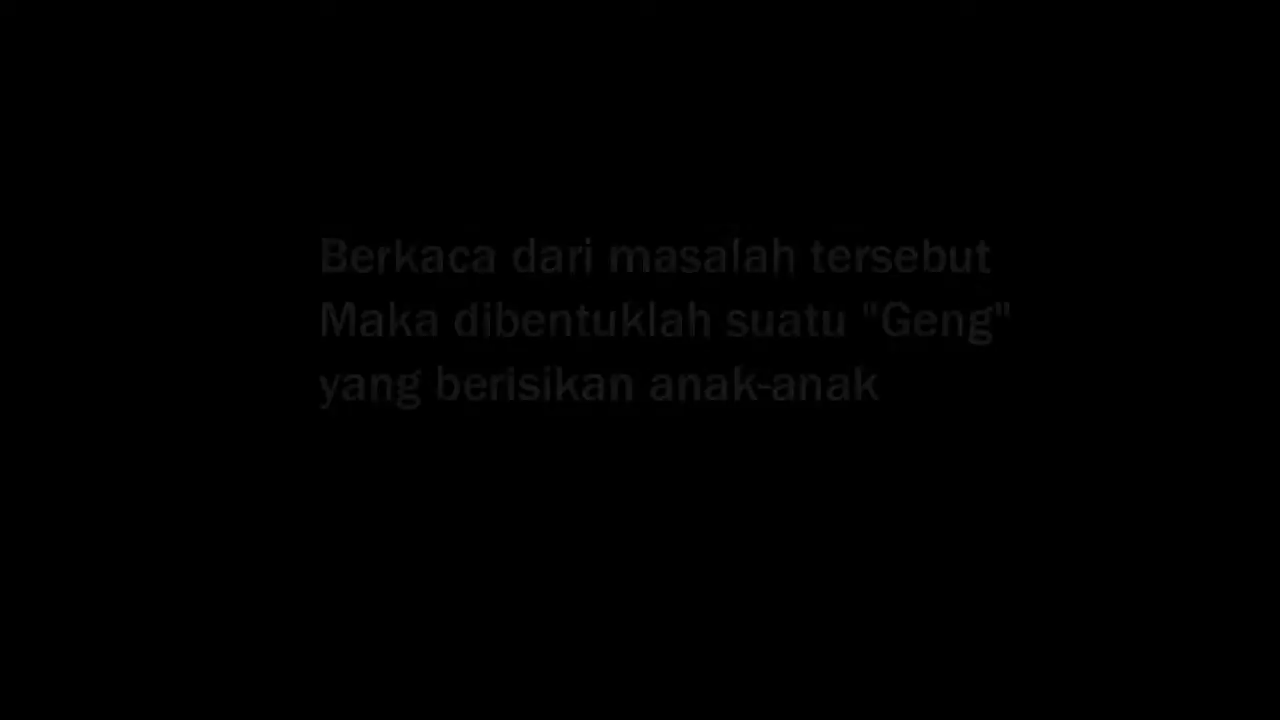 Berkaca dari masalah tersebut
Maka dibentuklah suatu "Geng"
yang berisikan anak-anak